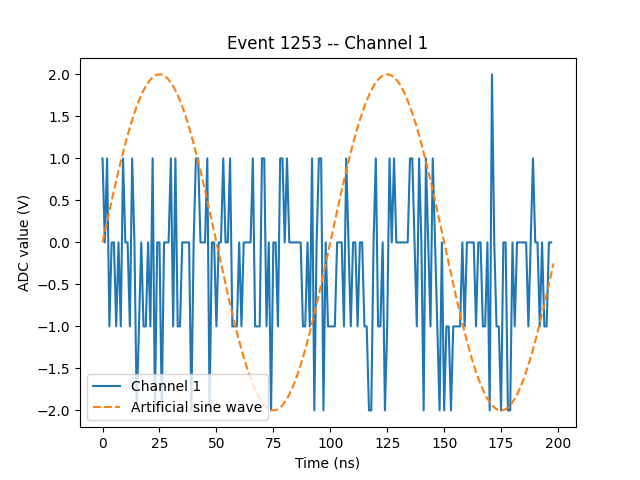 Event 1253 -- Channel 1
ADC value (V)
2.0
1.5
1.0
0.5
0.0
−0.5
−1.0
−1.5
−2.0
Channel 1
Artificial sine wave
0 25 50 75 100 125 150 175 200
Time (ns)